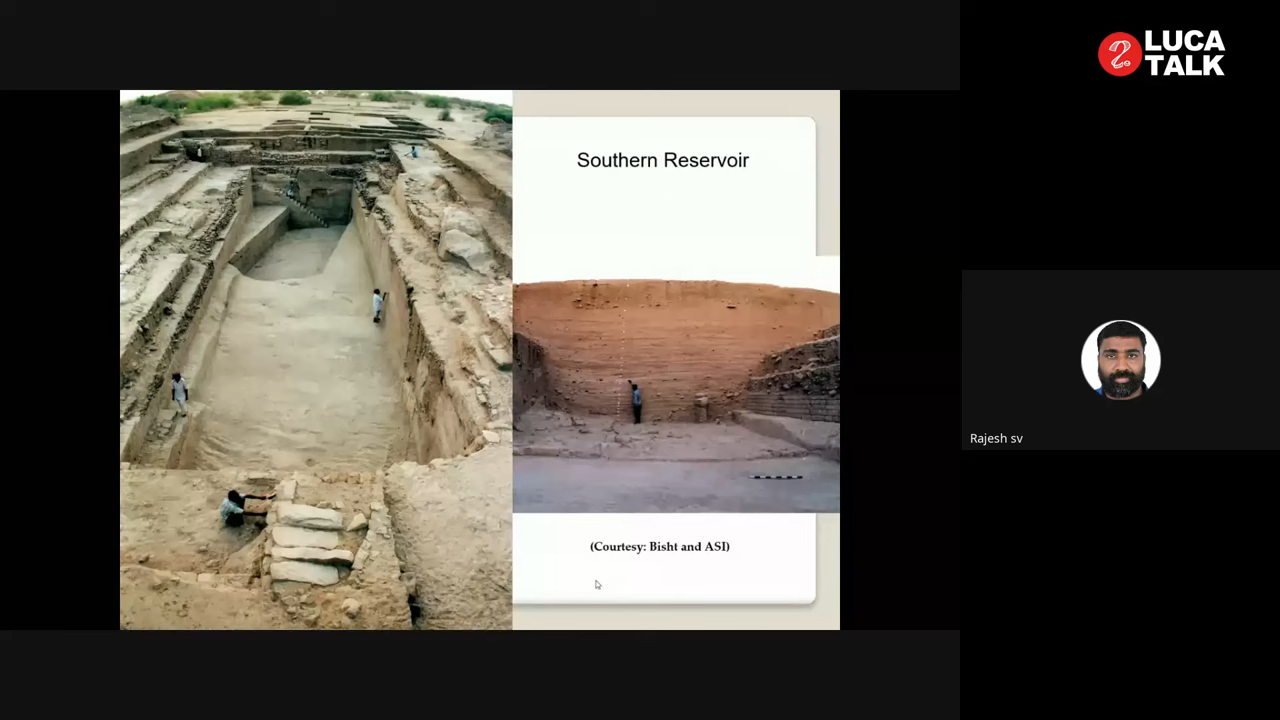 LUCA
TALK
Southern Reservoir
(Courtesy: Bisht and ASI)
Rajesh sv